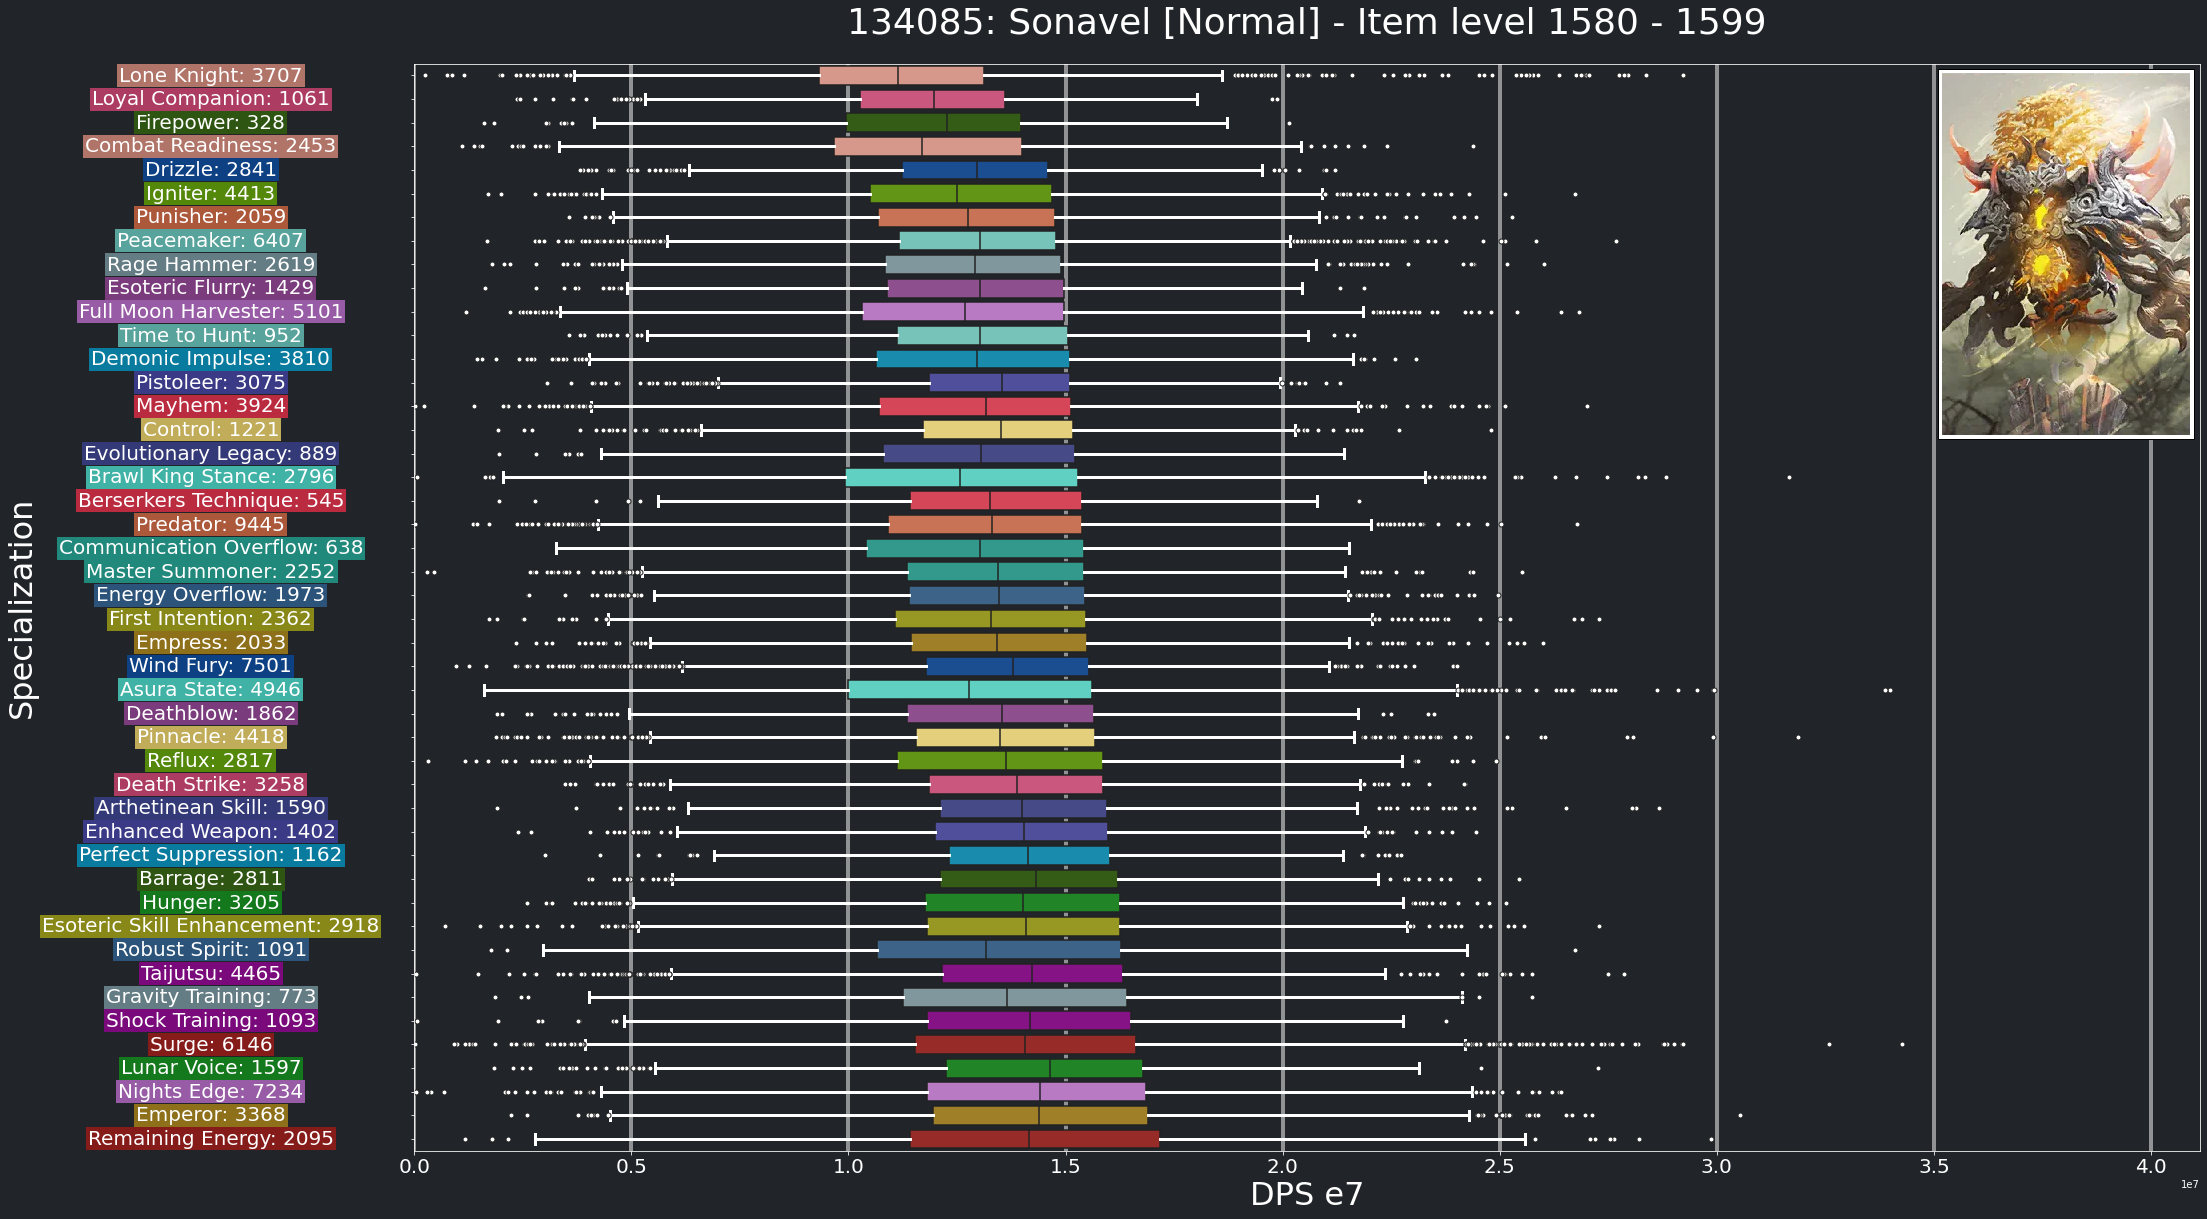 134085: Sonavel [Normal] - Item level 1580 - 1599
Specialization
Lone Knight: 3707
Loyal Companion: 1061
Firepower: 328
Combat Readiness: 2453
Drizzle: 2841
Igniter: 4413
Punisher: 2059
Peacemaker: 6407
Rage Hammer: 2619
Esoteric Flurry: 1429
Full Moon Harvester: 5101
Time to Hunt: 952
Demonic Impulse: 3810
Pistoleer: 3075
Mayhem: 3924
Control: 1221
Evolutionary Legacy: 889
Brawl King Stance: 2796
Berserkers Technique: 545
Predator: 9445
Communication Overflow: 638
Master Summoner: 2252
Energy Overflow: 1973
First Intention: 2362
Empress: 2033
Wind Fury: 7501
Asura State: 4946
Deathblow: 1862
Pinnacle: 4418
Reflux: 2817
Death Strike: 3258
Arthetinean Skill: 1590
Enhanced Weapon: 1402
Perfect Suppression: 1162
Barrage: 2811
Hunger: 3205
Esoteric Skill Enhancement: 2918
Robust Spirit: 1091
Taijutsu: 4465
Gravity Training: 773
Shock Training: 1093
Surge: 6146
Lunar Voice: 1597
Nights Edge: 7234
Emperor: 3368
Remaining Energy: 2095
0.0 0.5 1.0 1.5 2.0 2.5 3.0 3.5 4.0
DPS e7
1e7